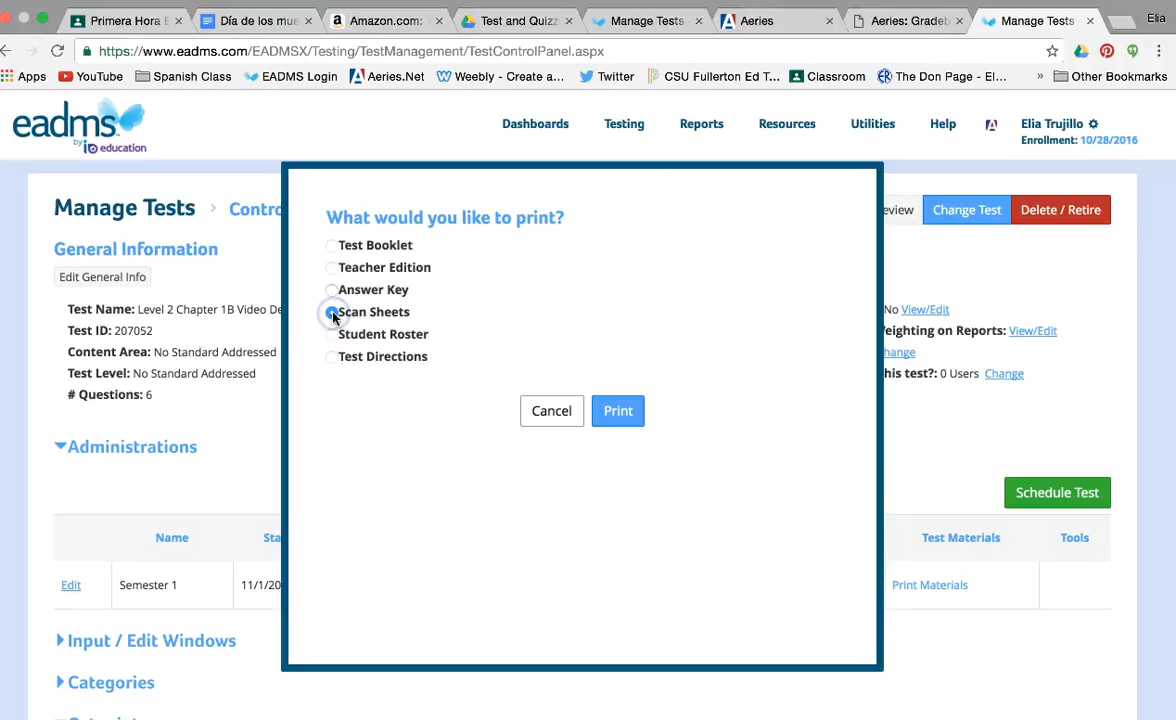 Primera Hora E
Día de los mue
Amazon.com:
Test and Quizz
Manage Tests
Aeries
Aeries: Gradeb
Manage Tests
Elia
https://www.eadms.com/EADMSX/Testing/TestManagement/TestControlPanel.aspx
Apps
YouTube
Spanish Class
EADMS Login
Aeries.Net
Weebly - Create a...
Twitter
CSU Fullerton Ed T...
Classroom
The Don Page - El...
»
Other Bookmarks
eadms
by io education
Dashboards
Testing
Reports
Resources
Utilities
Help
Elia Trujillo
Enrollment: 10/28/2016
Manage Tests
Contro
eview
Change Test
Delete / Retire
General Information
Edit General Info
Test Name: Level 2 Chapter 1B Video De
Test ID: 207052
Content Area: No Standard Addressed
Test Level: No Standard Addressed
# Questions: 6
No View/Edit
eighting on Reports: View/Edit
hange
his test?: 0 Users Change
What would you like to print?
Test Booklet
Teacher Edition
Answer Key
Scan Sheets
Student Roster
Test Directions
Cancel
Print
Administrations
Schedule Test
Name
Sta
Test Materials
Tools
Edit
Semester 1
11/1/20
Print Materials
Input / Edit Windows
Categories